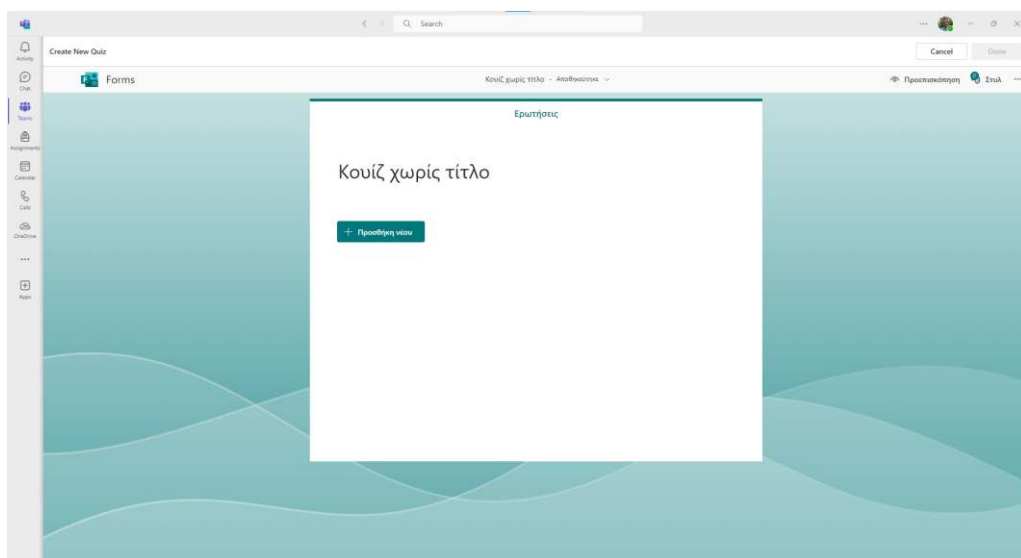 Search
Activity
Chat
Teams
Assignments
Calendar
Calls
OneDrive
Apps
Create New Quiz
Cancel
Done
Forms
Κουίζ χωρίς τίτλο - Αποθηκεύτηκε
Προεπισκόπηση
Στυλ
Ερωτήσεις
Κουίζ χωρίς τίτλο
+ Προσθήκη νέου